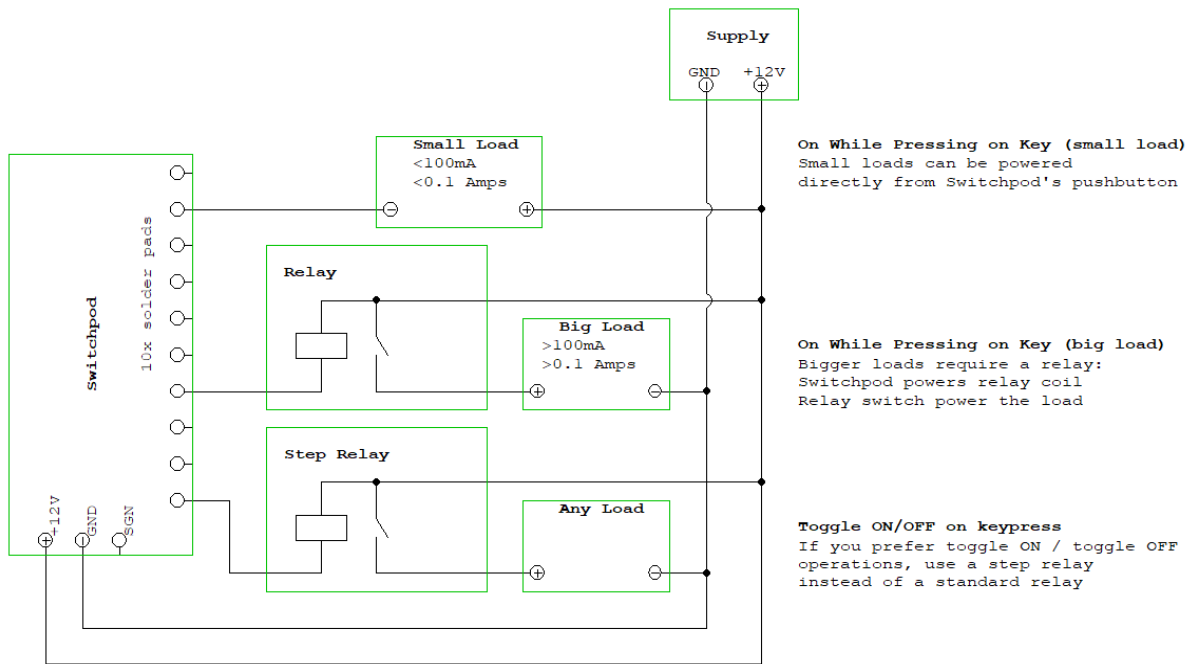 Supply
GND +12V
Small Load
<100mA
<0.1 Amps
On While Pressing on Key (small load)
Small loads can be powered
directly from Switchpod's pushbutton
Switchpod
10x solder pads
Relay
Big Load
>100mA
>0.1 Amps
On While Pressing on Key (big load)
Bigger loads require a relay:
Switchpod powers relay coil
Relay switch power the load
Step Relay
Any Load
Toggle ON/OFF on keypress
If you prefer toggle ON / toggle OFF
operations, use a step relay
instead of a standard relay
+12V
GND
SGN